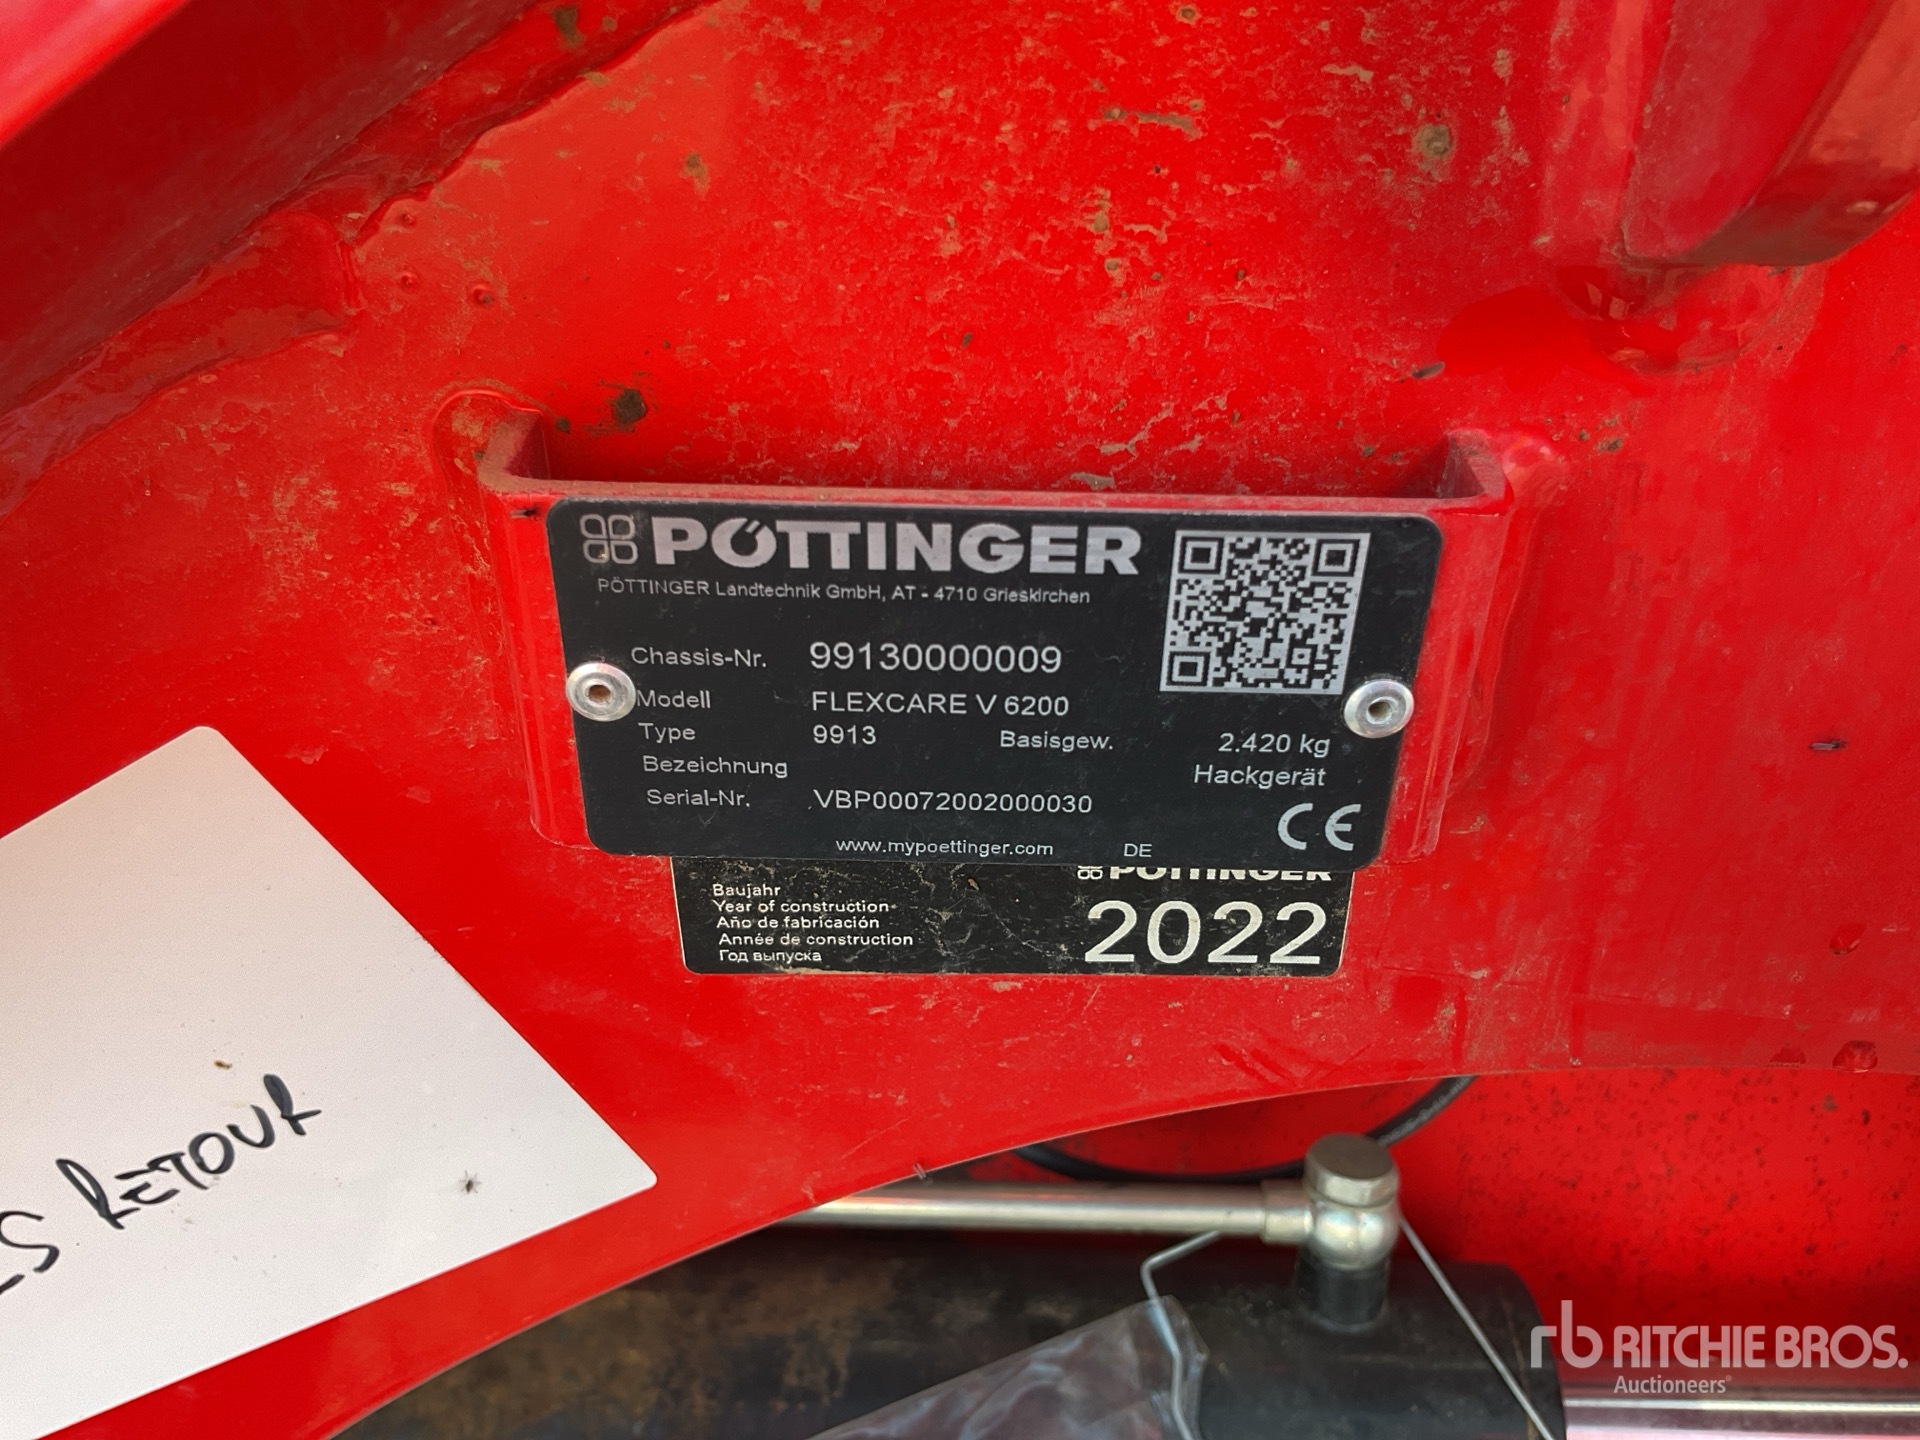 PÖTTINGER
PÖTTINGER Landtechnik GmbH, AT - 4710 Grieskirchen
Chassis-Nr. 99130000009
Modell FLEXCARE V 6200
Type 9913 Basisgew. 2.420 kg
Bezeichnung Hackgerät
Serial-Nr. VBP00072002000030
CE
www.mypoettinger.com DE
PÖTTINGER
Baujahr
Year of construction
Año de fabricación
Année de construction
Год выпуска
2022
RETOUR
rb RITCHIE BROS.
Auctioneers